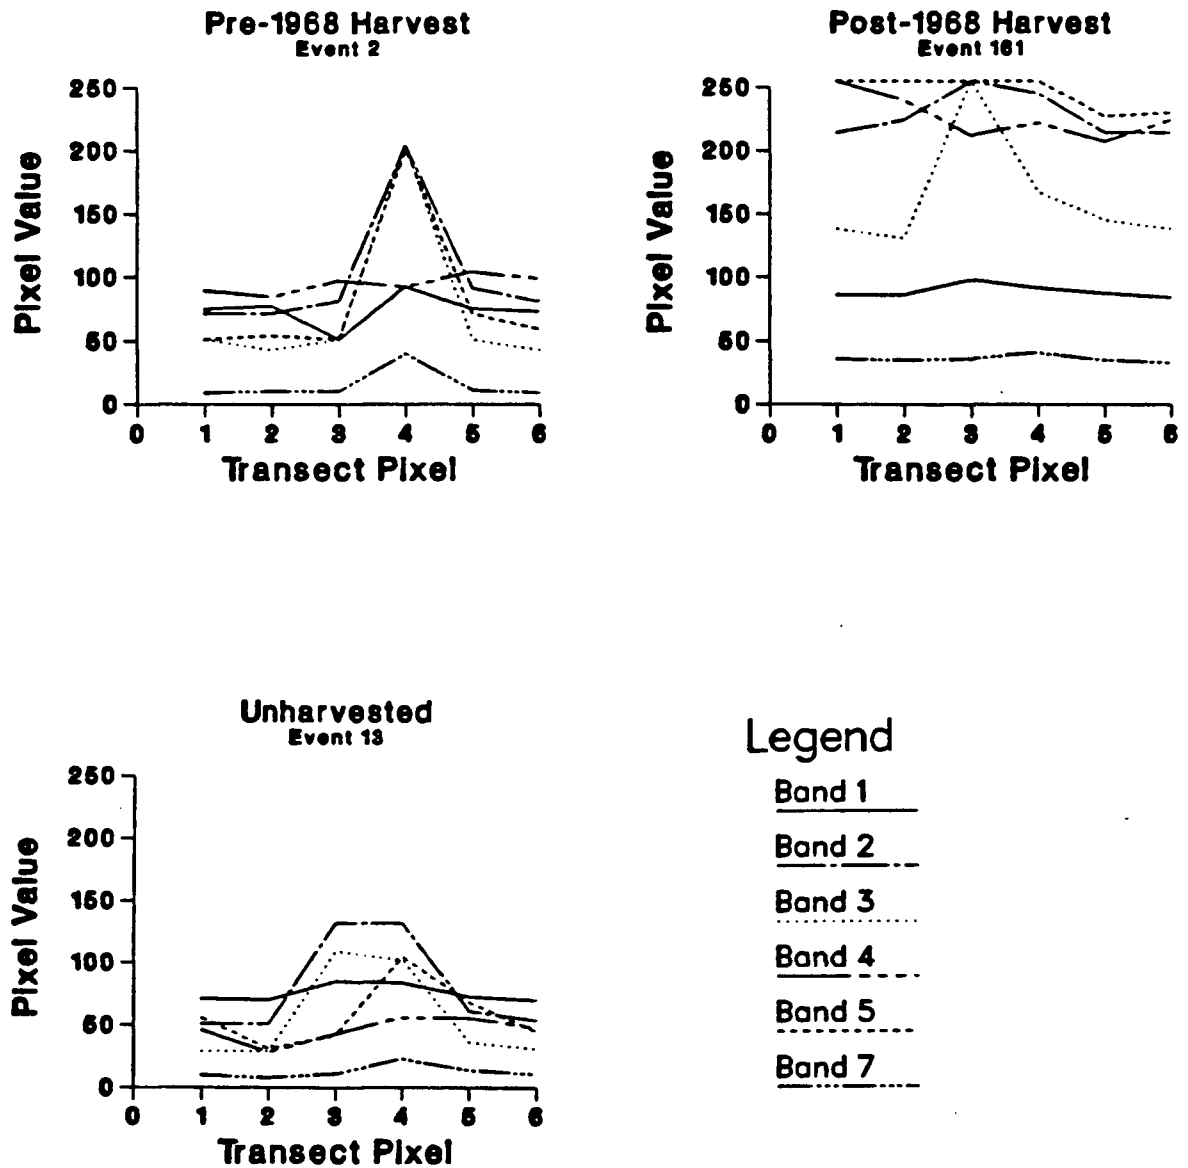 Pre-1968 Harvest
Event 2
250
200
150
100
50
0
Pixel Value
0 1 2 3 4 5 6
Transect Pixel
Post-1968 Harvest
Event 161
250
200
150
100
50
0
Pixel Value
0 1 2 3 4 5 6
Transect Pixel
Unharvested
Event 13
250
200
150
100
50
0
Pixel Value
0 1 2 3 4 5 6
Transect Pixel
Legend
Band 1
Band 2
Band 3
Band 4
Band 5
Band 7